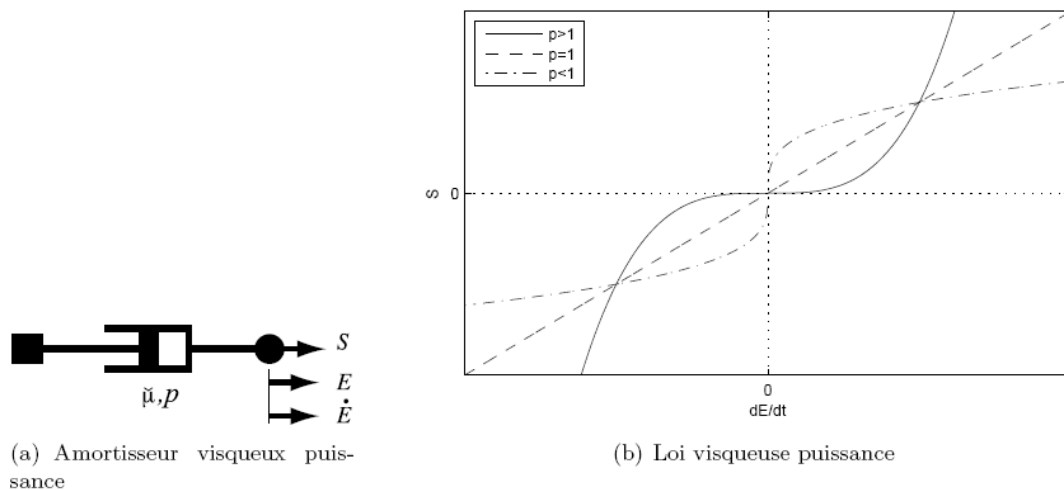 p>1
p=1
p<1
S
0
0
dE/dt
S
E
Ė
μ̆,p
(a) Amortisseur visqueux puis-
sance
(b) Loi visqueuse puissance